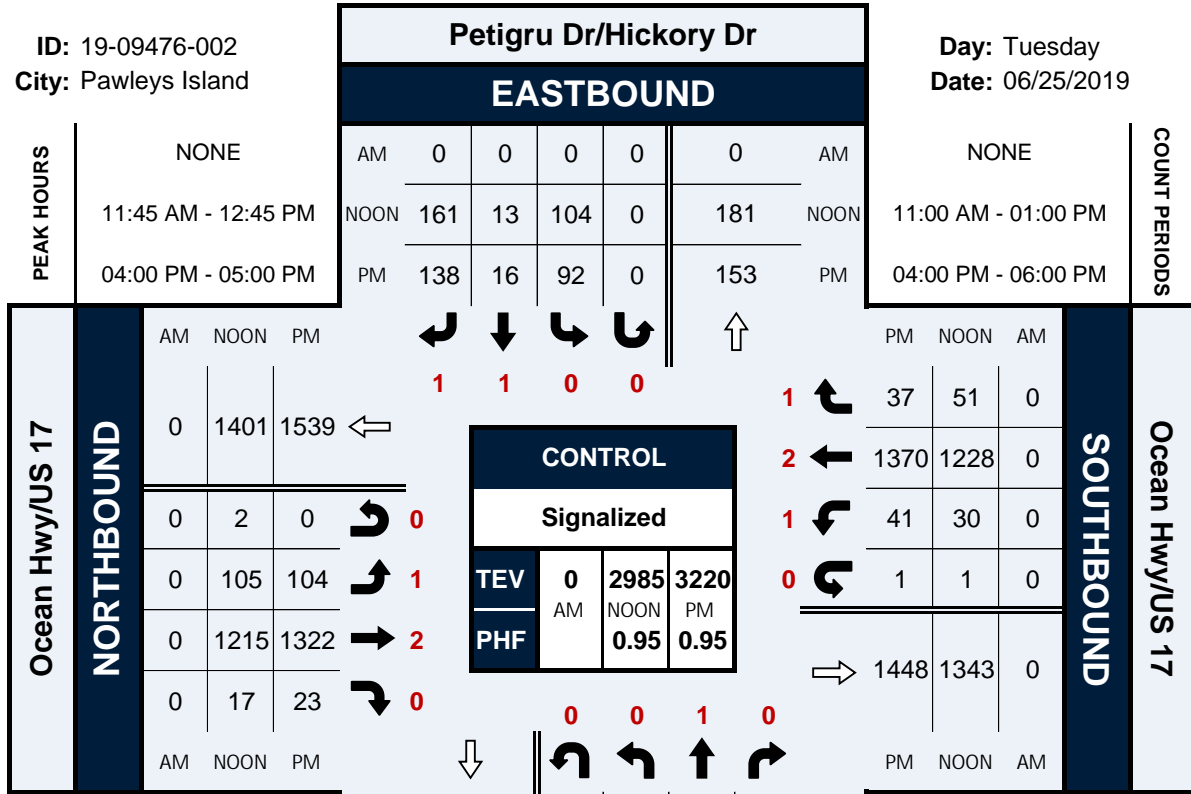 ID: 19-09476-002
City: Pawleys Island
Petigru Dr/Hickory Dr
Day: Tuesday
Date: 06/25/2019
EASTBOUND
PEAK HOURS
NONE
11:45 AM - 12:45 PM
04:00 PM - 05:00 PM
AM 0 0 0 0 0 AM
NOON 161 13 104 0 181 NOON
PM 138 16 92 0 153 PM
NONE
11:00 AM - 01:00 PM
04:00 PM - 06:00 PM
COUNT PERIODS
1 1 0 0
Ocean Hwy/US 17
NORTHBOUND
AM NOON PM
0 1401 1539
0 2 0 0
0 105 104 1
0 1215 1322 2
0 17 23 0
AM NOON PM
CONTROL
Signalized
TEV 0 2985 3220
AM NOON PM
PHF 0.95 0.95
PM NOON AM
1 37 51 0
2 1370 1228 0
1 41 30 0
0 1 1 0
1448 1343 0
PM NOON AM
SOUTHBOUND
Ocean Hwy/US 17
0 0 1 0